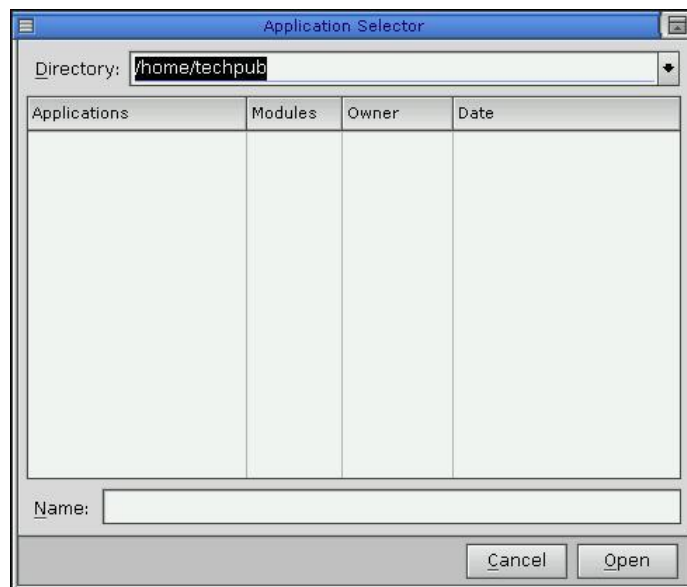 Application Selector
Directory: /home/techpub
Applications Modules Owner Date
Name:
Cancel Open